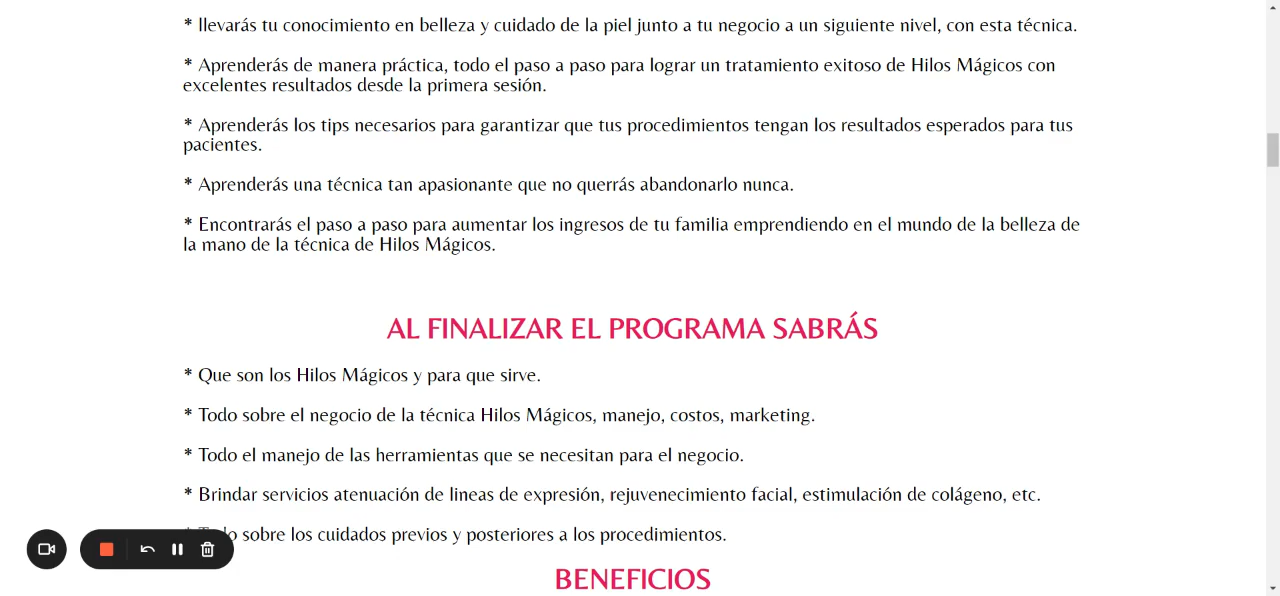 * llevarás tu conocimiento en belleza y cuidado de la piel junto a tu negocio a un siguiente nivel, con esta técnica.
* Aprenderás de manera práctica, todo el paso a paso para lograr un tratamiento exitoso de Hilos Mágicos con
excelentes resultados desde la primera sesión.
* Aprenderás los tips necesarios para garantizar que tus procedimientos tengan los resultados esperados para tus
pacientes.
* Aprenderás una técnica tan apasionante que no querrás abandonarlo nunca.
* Encontrarás el paso a paso para aumentar los ingresos de tu familia emprendiendo en el mundo de la belleza de
la mano de la técnica de Hilos Mágicos.
AL FINALIZAR EL PROGRAMA SABRÁS
* Que son los Hilos Mágicos y para que sirve.
* Todo sobre el negocio de la técnica Hilos Mágicos, manejo, costos, marketing.
* Todo el manejo de las herramientas que se necesitan para el negocio.
* Brindar servicios atenuación de lineas de expresión, rejuvenecimiento facial, estimulación de colágeno, etc.
* Todo sobre los cuidados previos y posteriores a los procedimientos.
BENEFICIOS